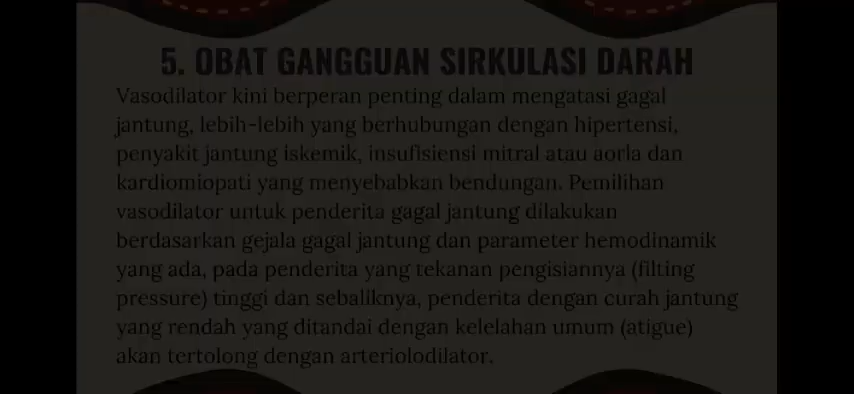 5. OBAT GANGGUAN SIRKULASI DARAH
Vasodilator kini berperan penting dalam mengatasi gagal
jantung, lebih-lebih yang berhubungan dengan hipertensi,
penyakit jantung iskemik, insufisiensi mitral atau aorla dan
kardiomiopati yang menyebabkan bendungan. Pemilihan
vasodilator untuk penderita gagal jantung dilakukan
berdasarkan gejala gagal jantung dan parameter hemodinamik
yang ada, pada penderita yang tekanan pengisiannya (filting
pressure) tinggi dan sebaliknya, penderita dengan curah jantung
yang rendah yang ditandai dengan kelelahan umum (atigue)
akan tertolong dengan arteriolodilator.